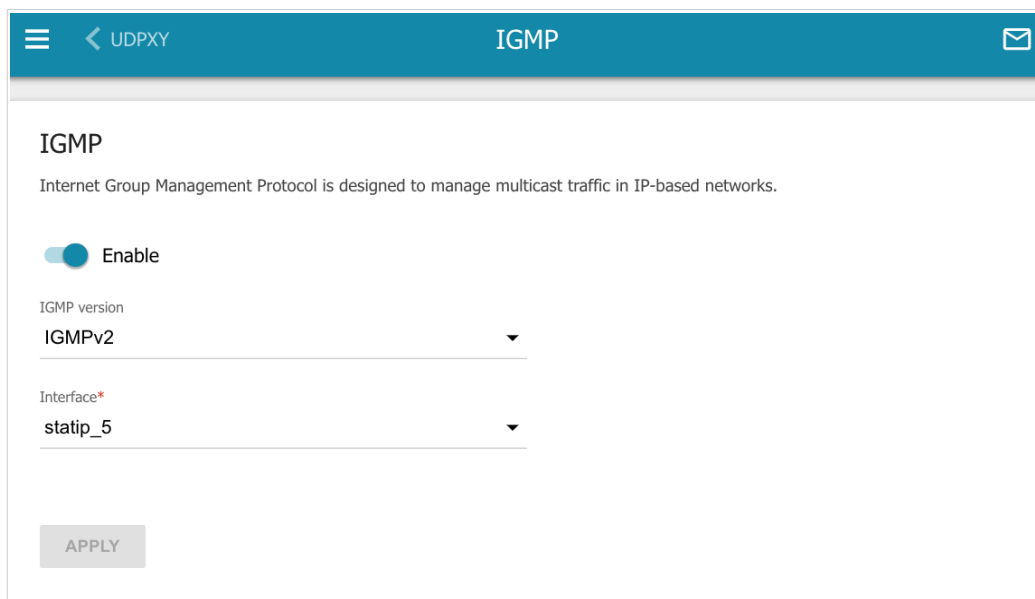 UDPXY
IGMP
IGMP
Internet Group Management Protocol is designed to manage multicast traffic in IP-based networks.
Enable
IGMP version
IGMPv2
Interface*
statip_5
APPLY